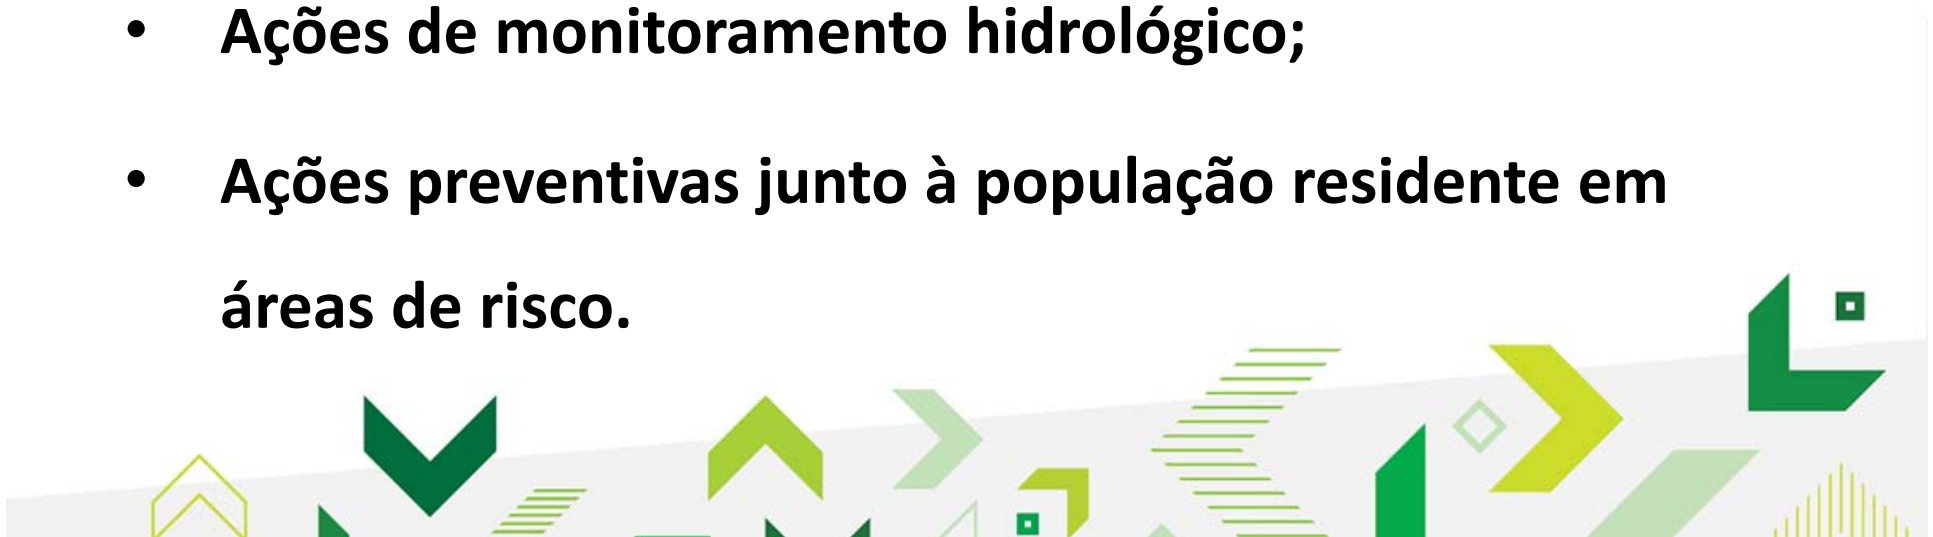 • Ações de monitoramento hidrológico;
• Ações preventivas junto à população residente em
áreas de risco.